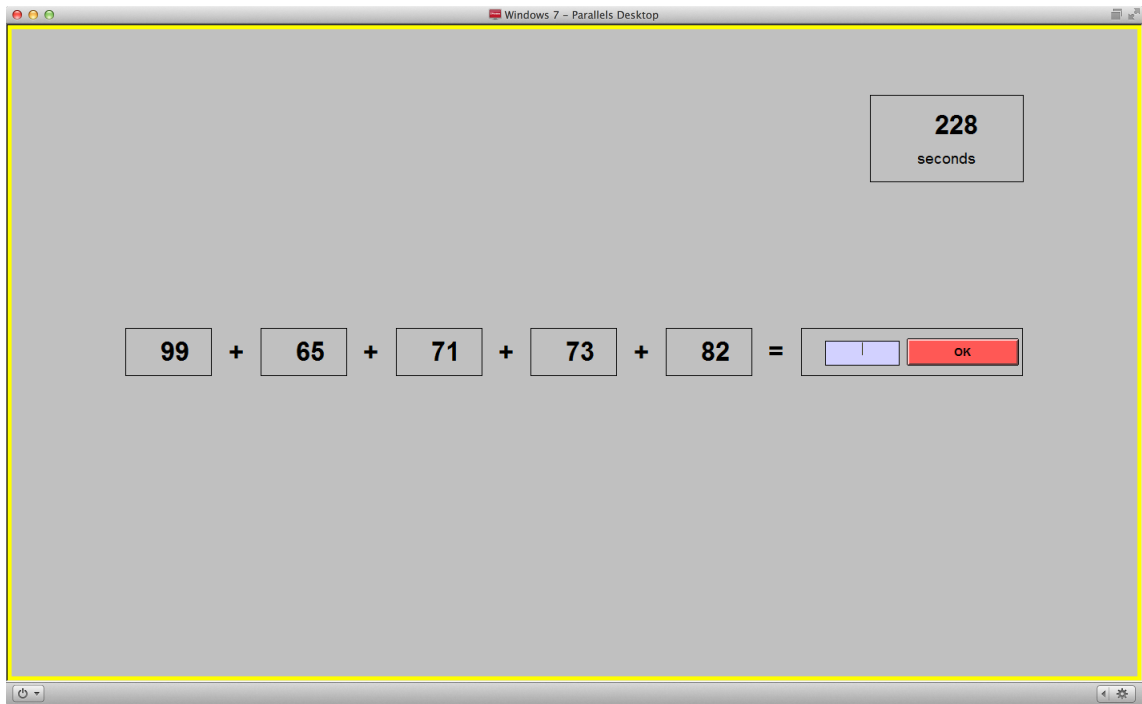 Windows 7 – Parallels Desktop
228
seconds
99 + 65 + 71 + 73 + 82 = OK